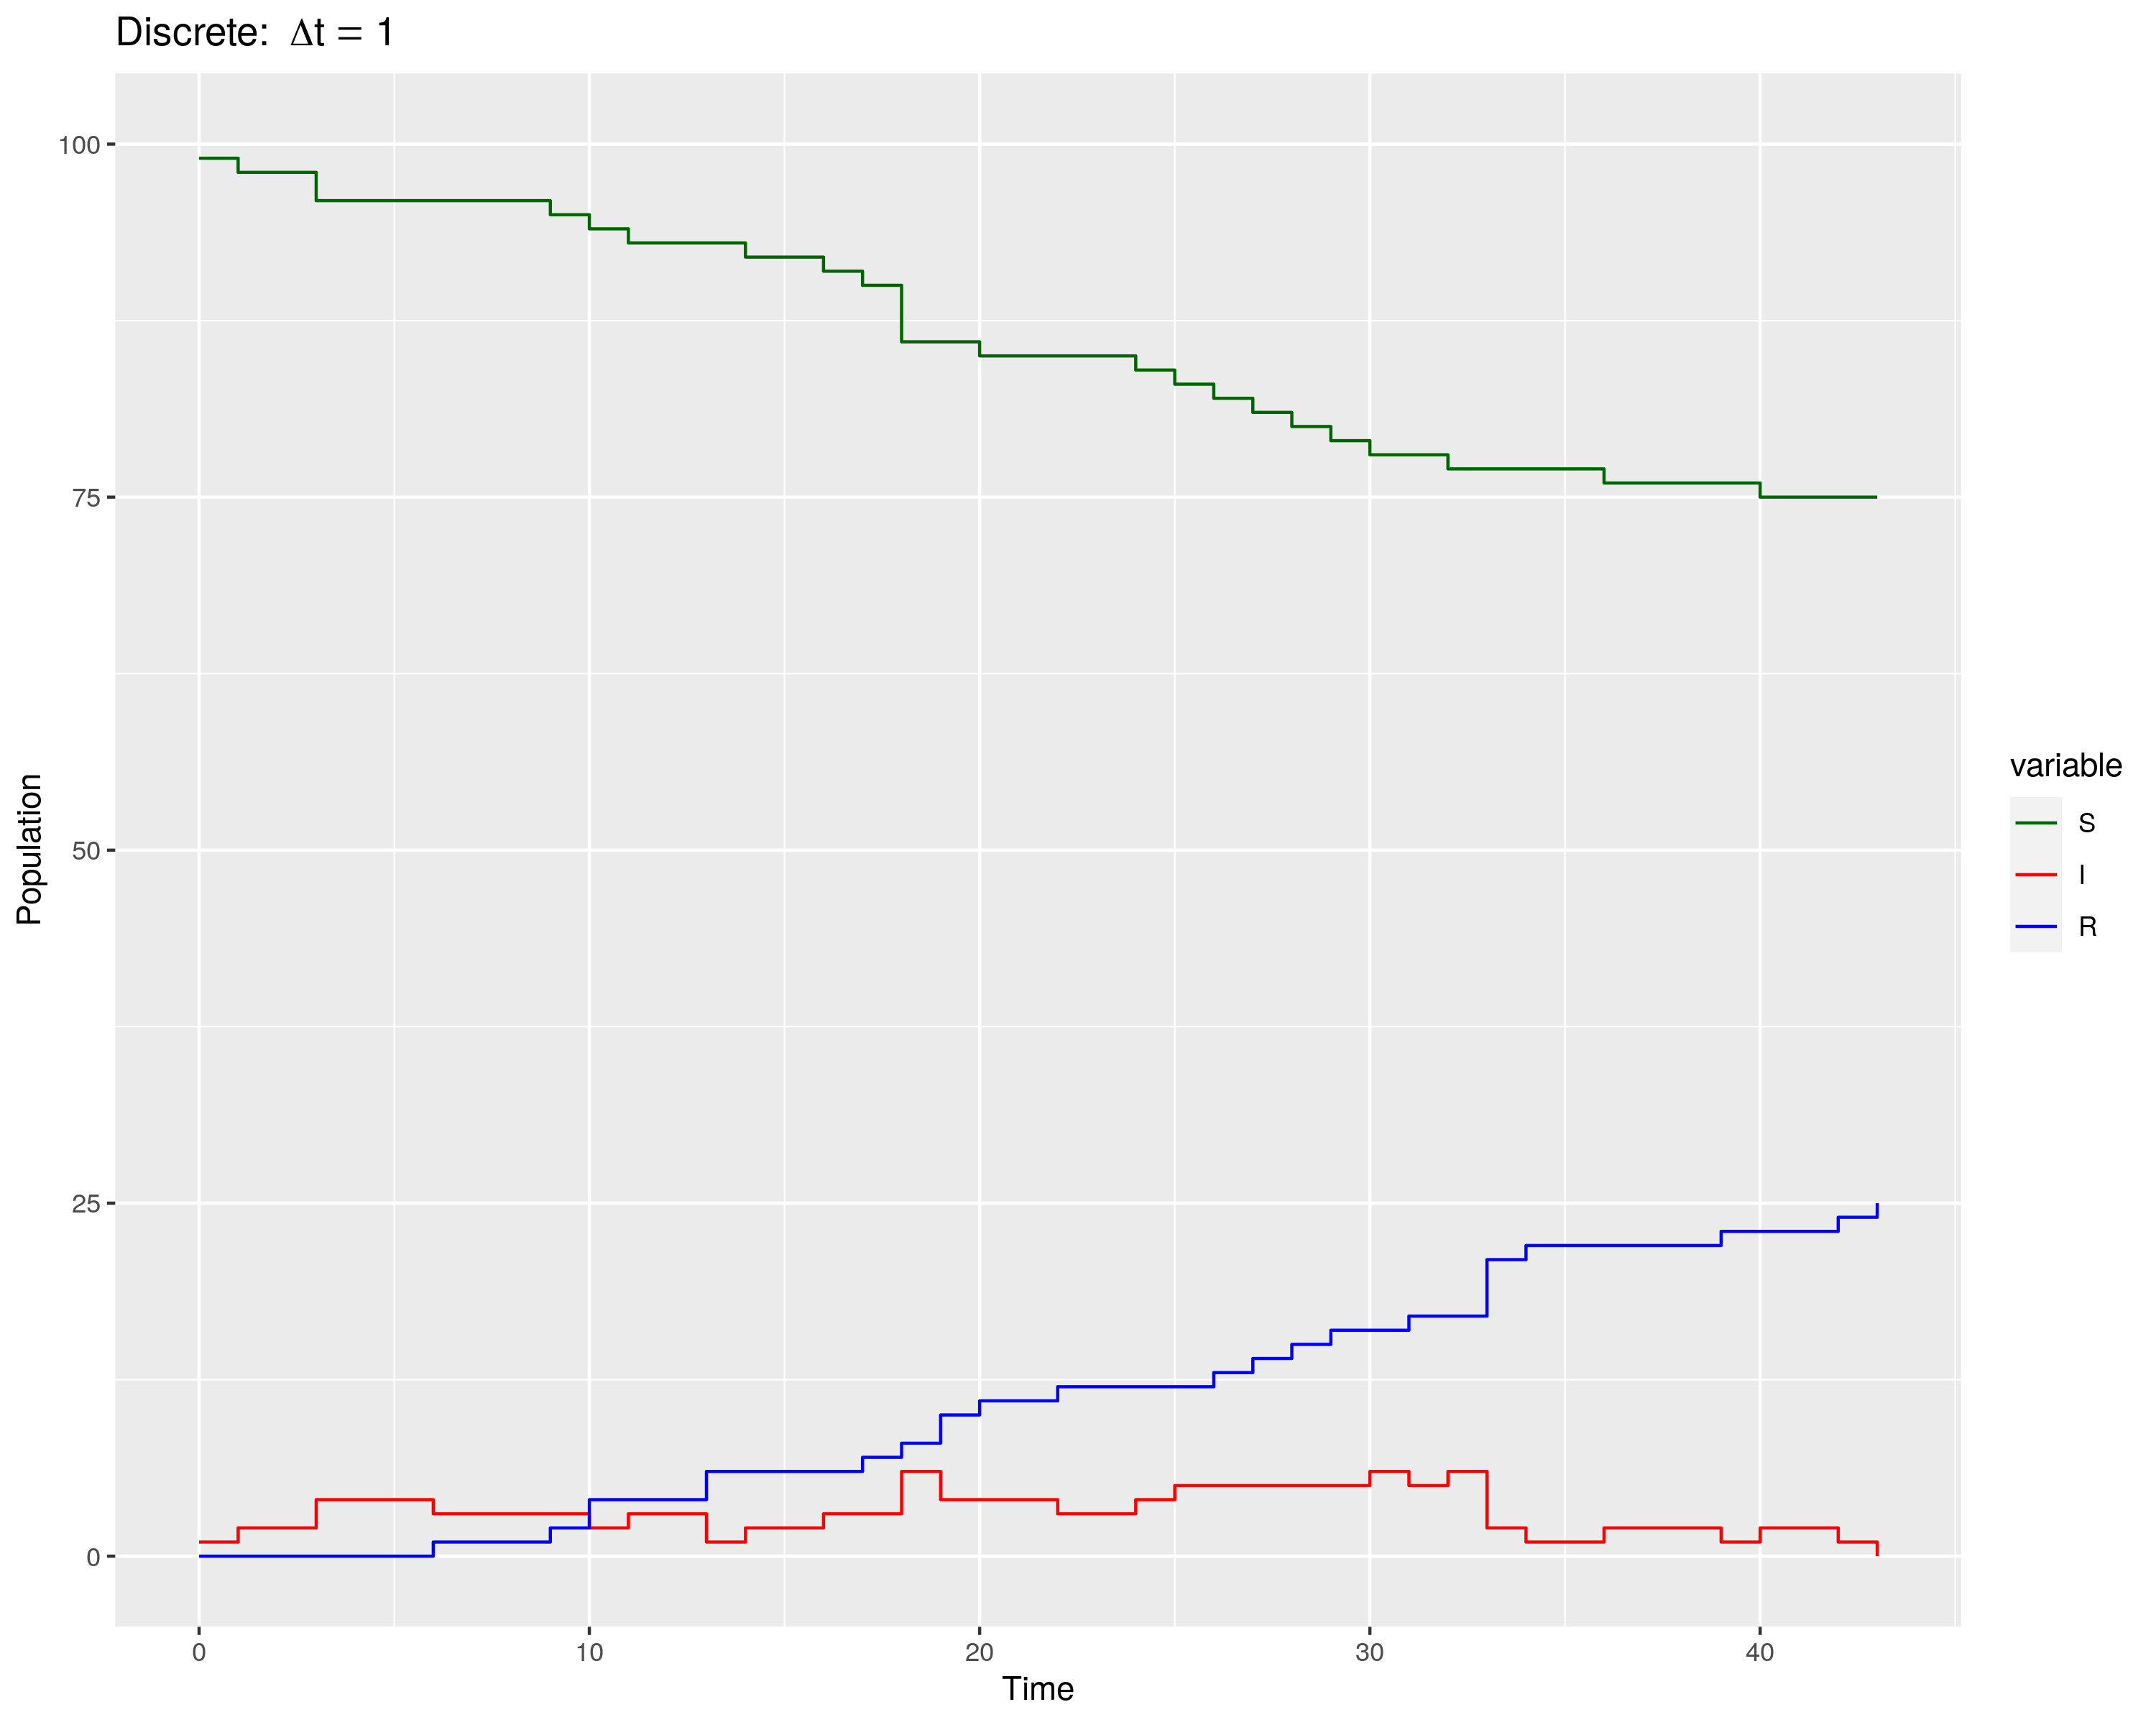 Discrete:  Δt = 1
Population
100
75
50
25
0
0 10 20 30 40
Time
variable
S
I
R